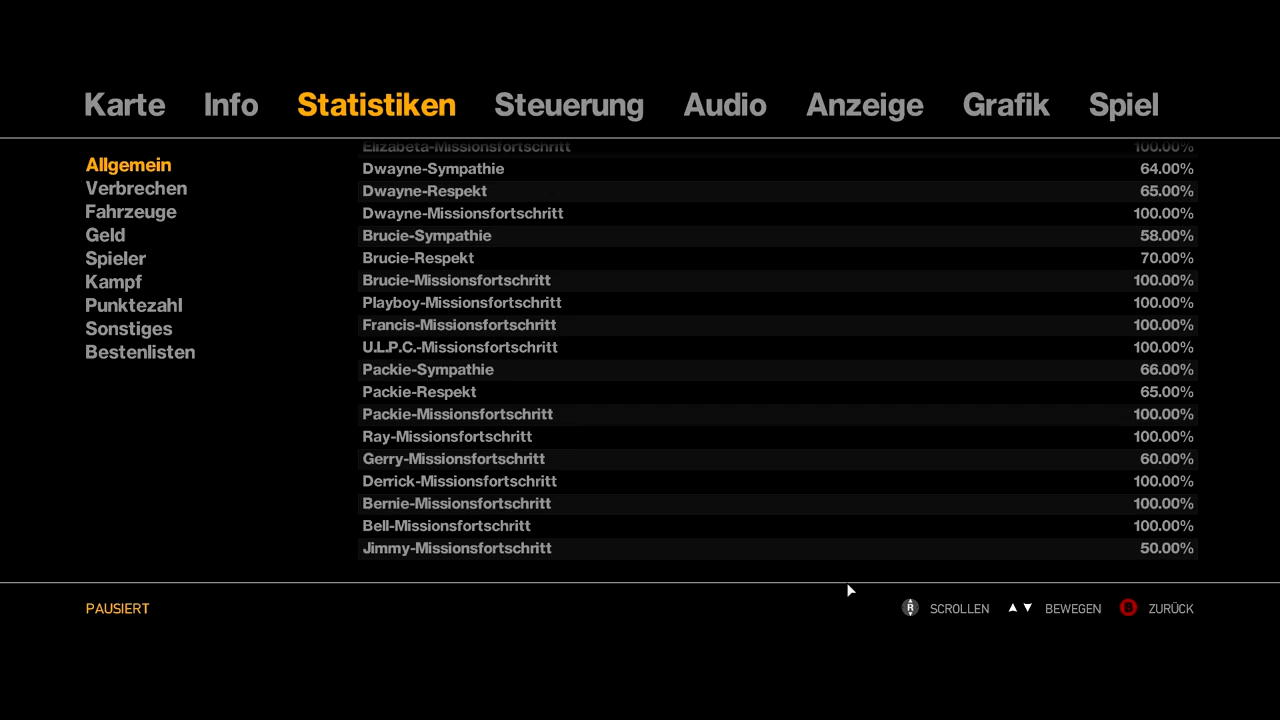 Karte Info Statistiken Steuerung Audio Anzeige Grafik Spiel
Allgemein
Verbrechen
Fahrzeuge
Geld
Spieler
Kampf
Punktezahl
Sonstiges
Bestenlisten
Elizabeta-Missionsfortschritt 100.00%
Dwayne-Sympathie 64.00%
Dwayne-Respekt 65.00%
Dwayne-Missionsfortschritt 100.00%
Brucie-Sympathie 58.00%
Brucie-Respekt 70.00%
Brucie-Missionsfortschritt 100.00%
Playboy-Missionsfortschritt 100.00%
Francis-Missionsfortschritt 100.00%
U.L.P.C.-Missionsfortschritt 100.00%
Packie-Sympathie 66.00%
Packie-Respekt 65.00%
Packie-Missionsfortschritt 100.00%
Ray-Missionsfortschritt 100.00%
Gerry-Missionsfortschritt 60.00%
Derrick-Missionsfortschritt 100.00%
Bernie-Missionsfortschritt 100.00%
Bell-Missionsfortschritt 100.00%
Jimmy-Missionsfortschritt 50.00%
PAUSIERT R SCROLLEN BEWEGEN B ZURÜCK